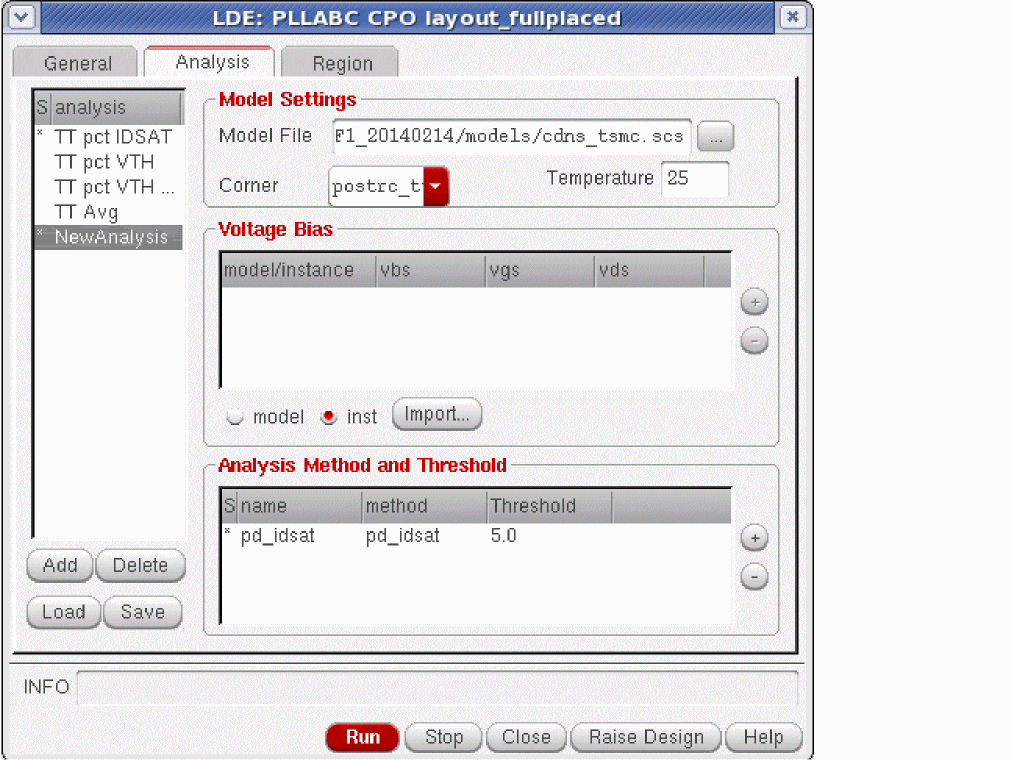 LDE: PLLABC CPO layout_fullplaced
General Analysis Region
S analysis
* TT pct IDSAT
TT pct VTH
TT pct VTH ...
TT Avg
* NewAnalysis
Add Delete
Load Save
Model Settings
Model File F1_20140214/models/cdns_tsmc.scs ...
Corner postrc_t Temperature 25
Voltage Bias
model/instance vbs vgs vds
+
-
model inst Import...
Analysis Method and Threshold
S name method Threshold
* pd_idsat pd_idsat 5.0
+
-
INFO
Run Stop Close Raise Design Help